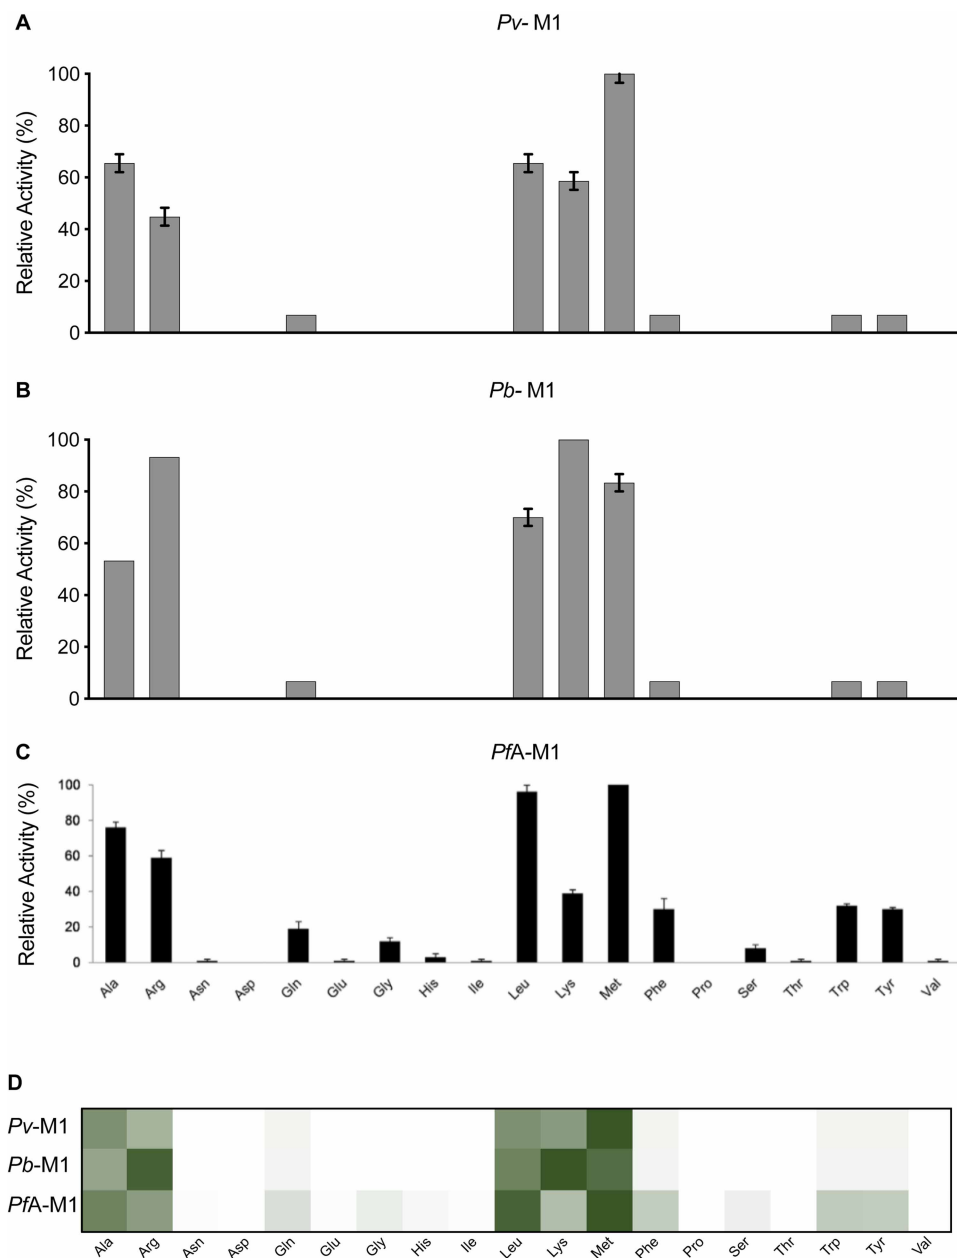 A
Pv- M1
Relative Activity (%)
100
80
60
40
20
0
B
Pb- M1
Relative Activity (%)
100
80
60
40
20
0
C
PfA-M1
Relative Activity (%)
100
80
60
40
20
0
Ala Arg Asn Asp Gln Glu Gly His Ile Leu Lys Met Phe Pro Ser Thr Trp Tyr Val
D
Pv-M1
Pb-M1
PfA-M1
Ala Arg Asn Asp Gln Glu Gly His Ile Leu Lys Met Phe Pro Ser Thr Trp Tyr Val